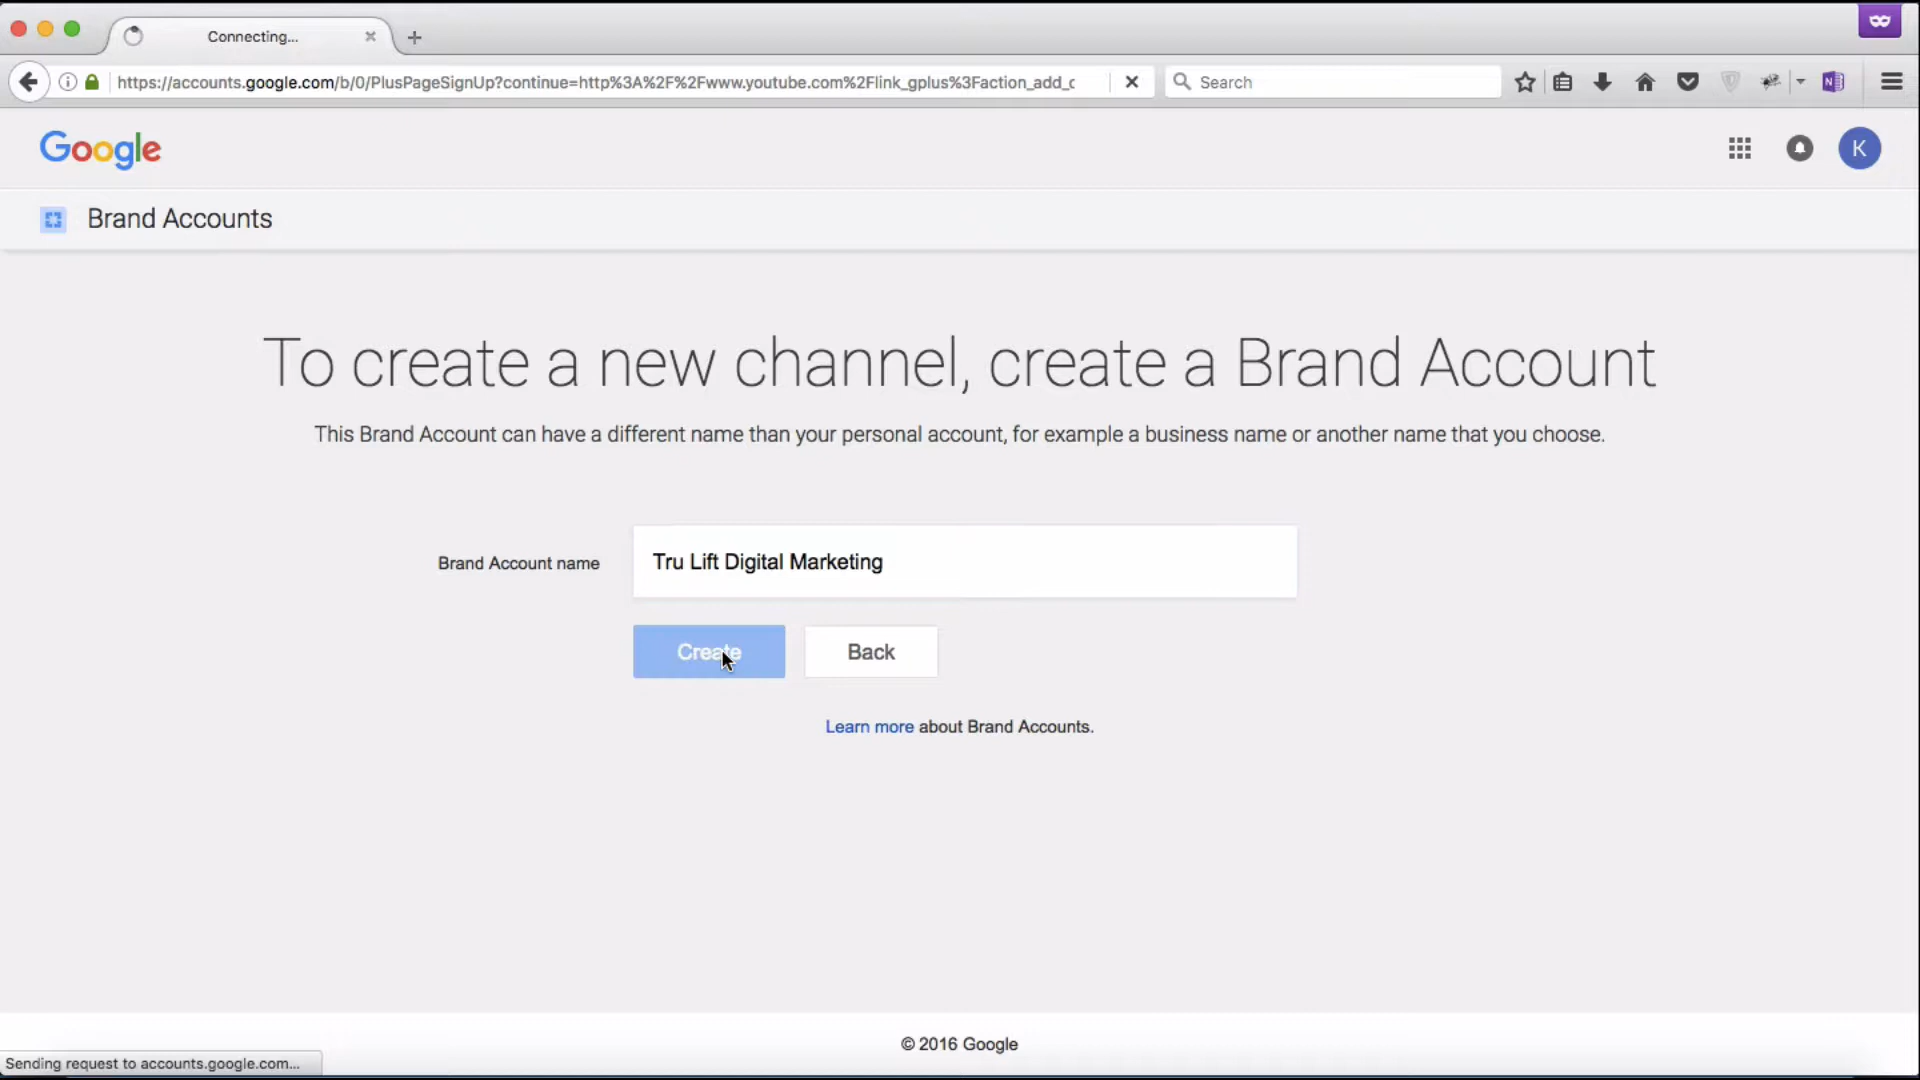 Connecting...
https://accounts.google.com/b/0/PlusPageSignUp?continue=http%3A%2F%2Fwww.youtube.com%2Flink_gplus%3Faction_add_c
Search
N
Google
K
Brand Accounts
To create a new channel, create a Brand Account
This Brand Account can have a different name than your personal account, for example a business name or another name that you choose.
Brand Account name
Tru Lift Digital Marketing
Create
Back
Learn more about Brand Accounts.
© 2016 Google
Sending request to accounts.google.com...